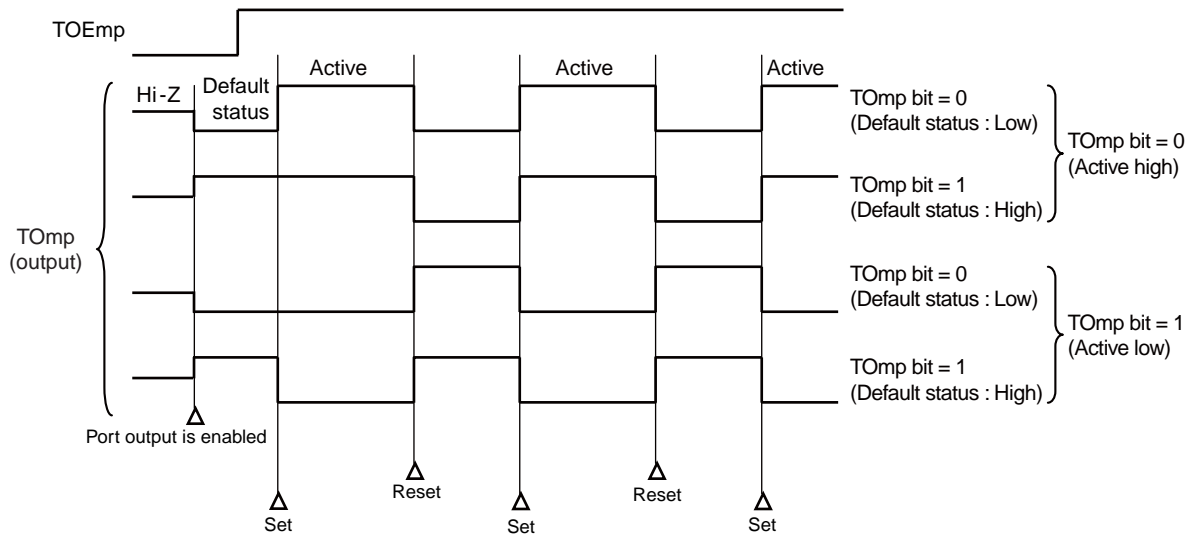 TOEmp
Active
Active
Active
Hi-Z
Default
status
TOmp bit = 0
(Default status : Low)
TOmp bit = 0
(Active high)
TOmp bit = 1
(Default status : High)
TOmp
(output)
TOmp bit = 0
(Default status : Low)
TOmp bit = 1
(Active low)
TOmp bit = 1
(Default status : High)
Port output is enabled
Reset
Reset
Set
Set
Set